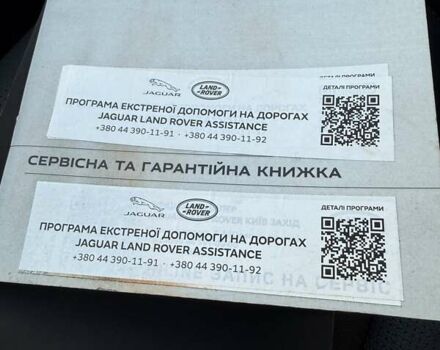 JAGUAR
LAND ROVER
ДЕТАЛІ ПРОГРАМИ
ПРОГРАМА ЕКСТРЕНОЇ ДОПОМОГИ НА ДОРОГАХ
JAGUAR LAND ROVER ASSISTANCE
+380 44 390-11-91 · +380 44 390-11-92
СЕРВІСНА ТА ГАРАНТІЙНА КНИЖКА
JAGUAR
LAND ROVER
ДЕТАЛІ ПРОГРАМИ
ПРОГРАМА ЕКСТРЕНОЇ ДОПОМОГИ НА ДОРОГАХ
JAGUAR LAND ROVER ASSISTANCE
+380 44 390-11-91 · +380 44 390-11-92